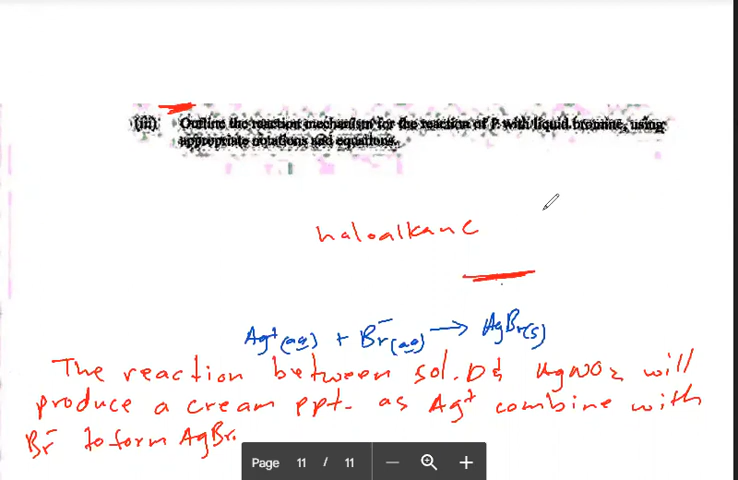 (iii) Outline the reaction mechanism for the reaction of P with liquid bromine, using
appropriate notations and equations.
haloalkane
Ag⁺(aq) + Br⁻(aq) → AgBr(s)
The reaction between sol. D & AgNO₃ will
produce a cream ppt. as Ag⁺ combine with
Br⁻ to form AgBr.
Page 11 / 11